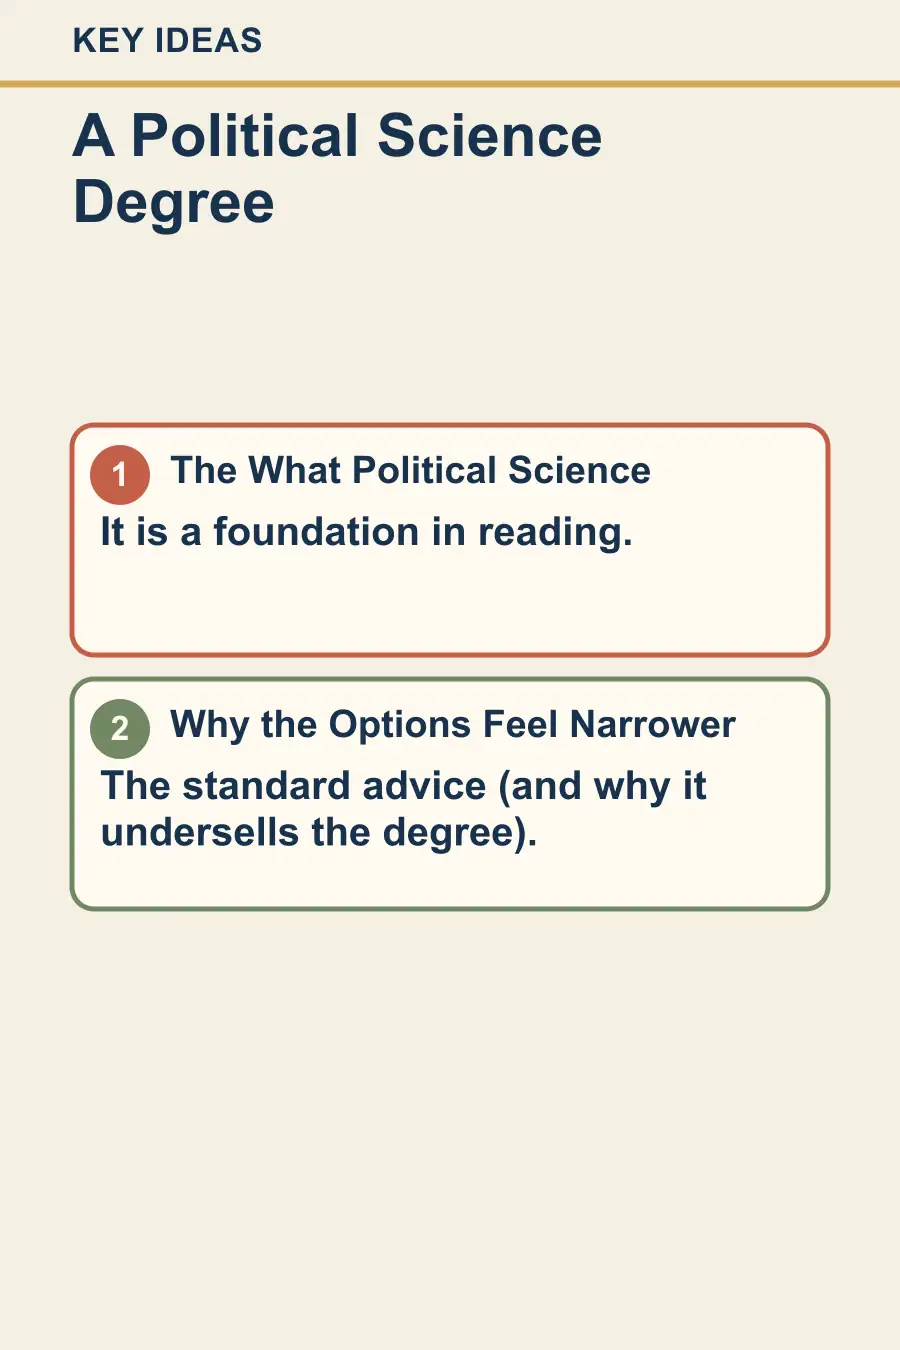 KEY IDEAS
A Political Science
Degree
1 The What Political Science
It is a foundation in reading.
2 Why the Options Feel Narrower
The standard advice (and why it
undersells the degree).